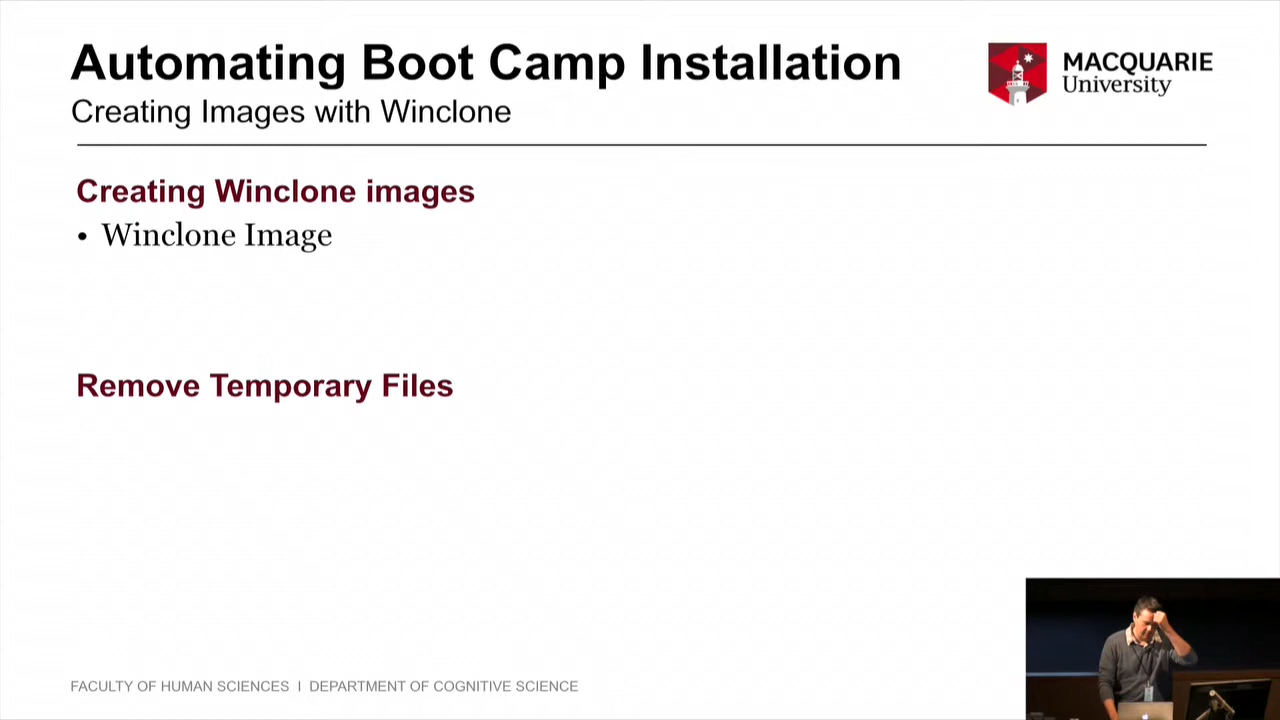 Automating Boot Camp Installation
Creating Images with Winclone
MACQUARIE
University
Creating Winclone images
• Winclone Image
Remove Temporary Files
FACULTY OF HUMAN SCIENCES I DEPARTMENT OF COGNITIVE SCIENCE